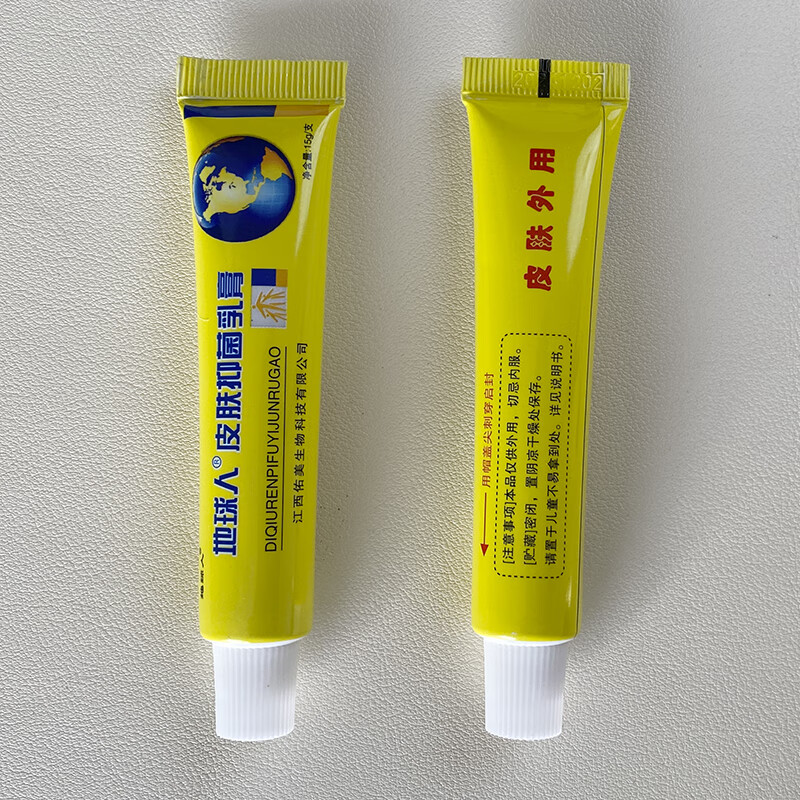 净含量:15g/支
地球人® 皮肤抑菌乳膏
DIQIURENPIFUYIJUNRUGAO
江西佑美生物科技有限公司
皮肤外用
用帽盖尖刺穿启封
[注意事项]本品仅供外用，切忌内服。
[贮藏]密闭，置阴凉干燥处保存。
请置于儿童不易拿到处。详见说明书。